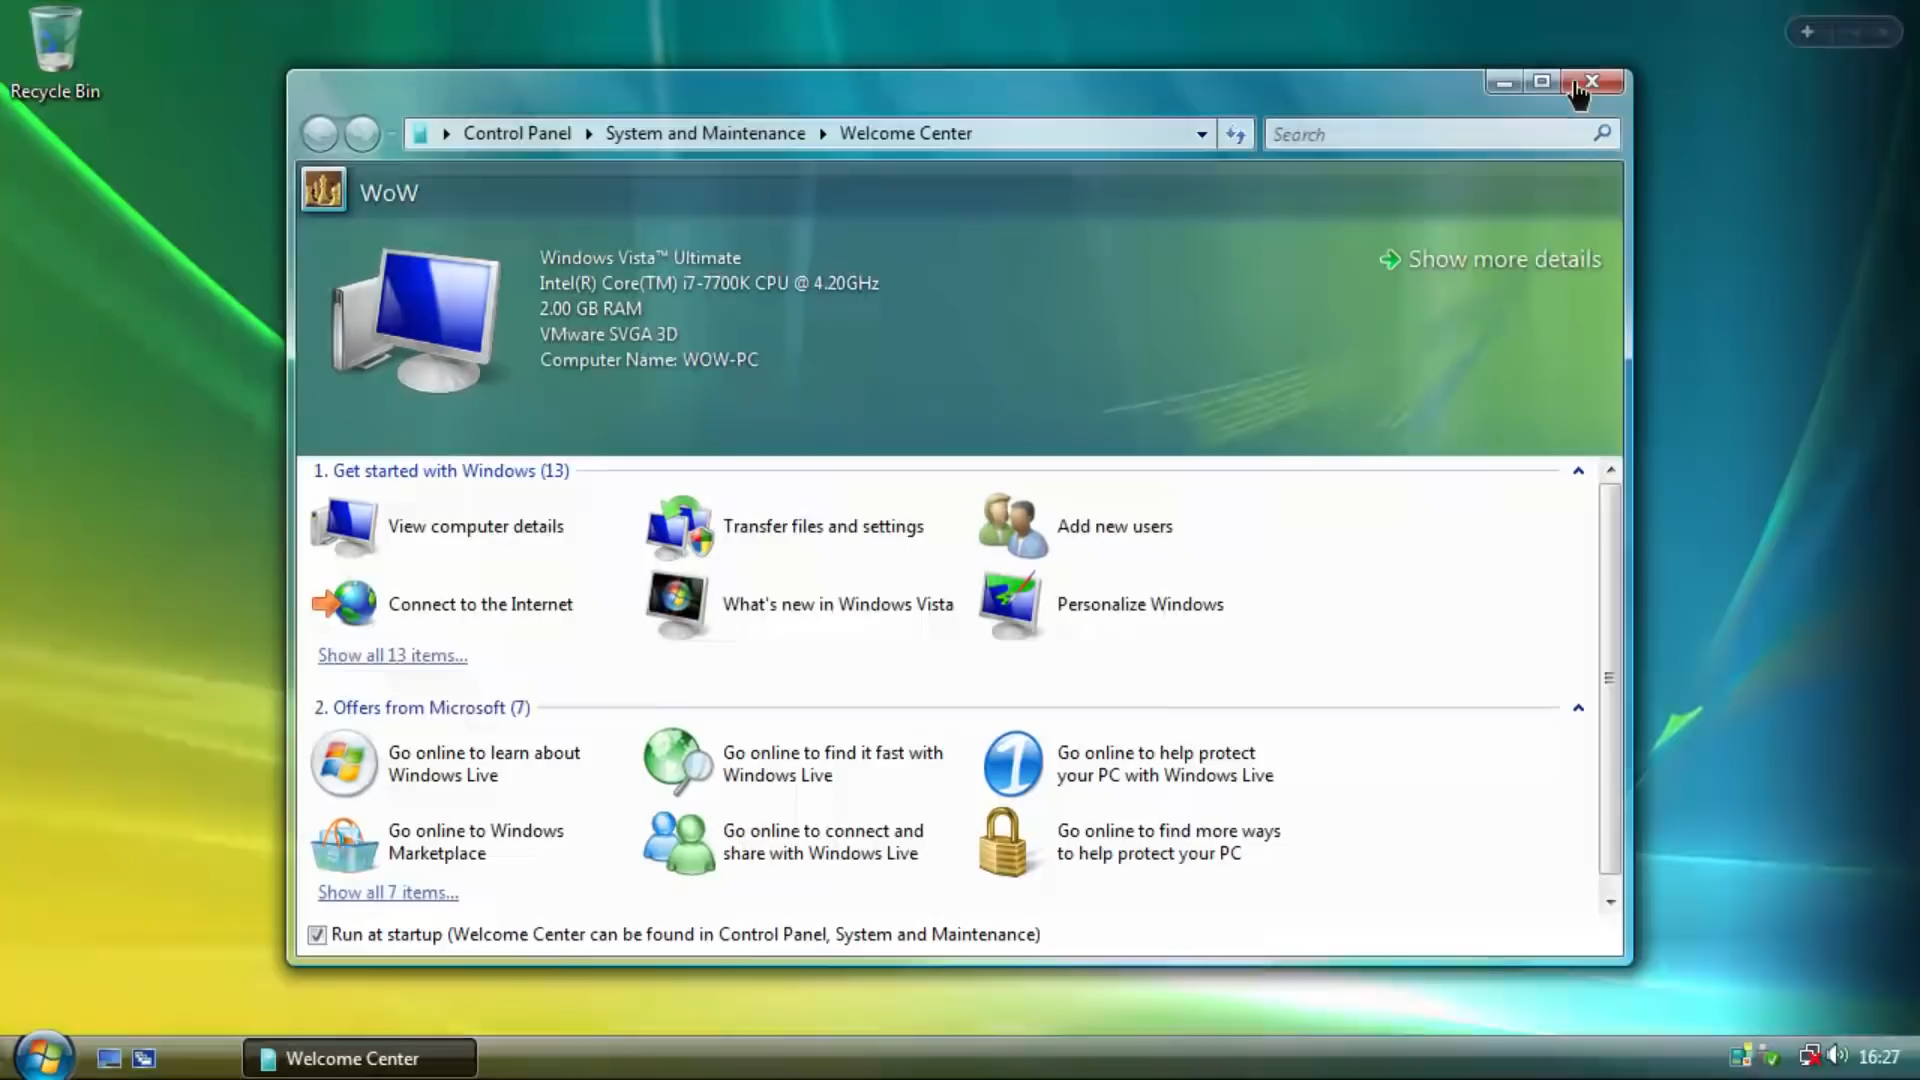 Recycle Bin
Control Panel
System and Maintenance
Welcome Center
Search
WoW
Windows Vista™ Ultimate
Intel(R) Core(TM) i7-7700K CPU @ 4.20GHz
2.00 GB RAM
VMware SVGA 3D
Computer Name: WOW-PC
Show more details
1. Get started with Windows (13)
View computer details
Transfer files and settings
Add new users
Connect to the Internet
What's new in Windows Vista
Personalize Windows
Show all 13 items...
2. Offers from Microsoft (7)
Go online to learn about
Windows Live
Go online to find it fast with
Windows Live
Go online to help protect
your PC with Windows Live
Go online to Windows
Marketplace
Go online to connect and
share with Windows Live
Go online to find more ways
to help protect your PC
Show all 7 items...
Run at startup (Welcome Center can be found in Control Panel, System and Maintenance)
Welcome Center
16:27